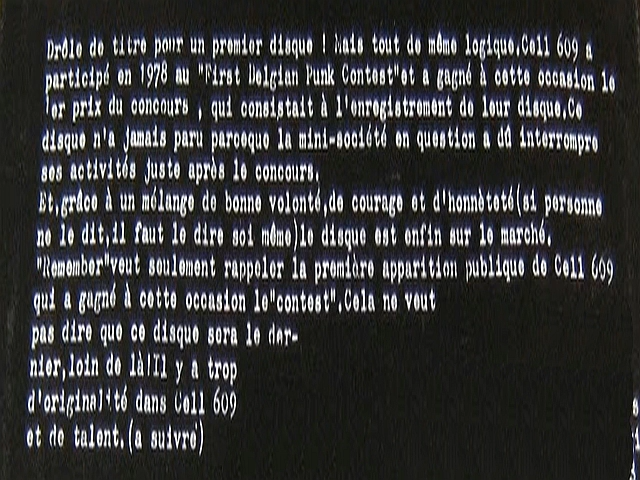 Drôle de titre pour un premier disque ! Mais tout de même logique.Cell 609 a
participé en 1978 au "First Belgian Punk Contest"et a gagné à cette occasion le
1er prix du concours , qui consistait à l'enregistrement de leur disque.Ce
disque n'a jamais paru parceque la mini-société en question a dû interrompre
ses activités juste après le concours.
Et,grâce à un mélange de bonne volonté,de courage et d'honnèteté(si personne
ne le dit,il faut le dire soi même)le disque est enfin sur le marché.
"Remember"veut seulement rappeler la première apparition publique de Cell 609
qui a gagné à cette occasion le"contest".Cela ne veut
pas dire que ce disque sera le der-
nier,loin de là!Il y a trop
d'originalité dans Cell 609
et de talent.(a suivre)